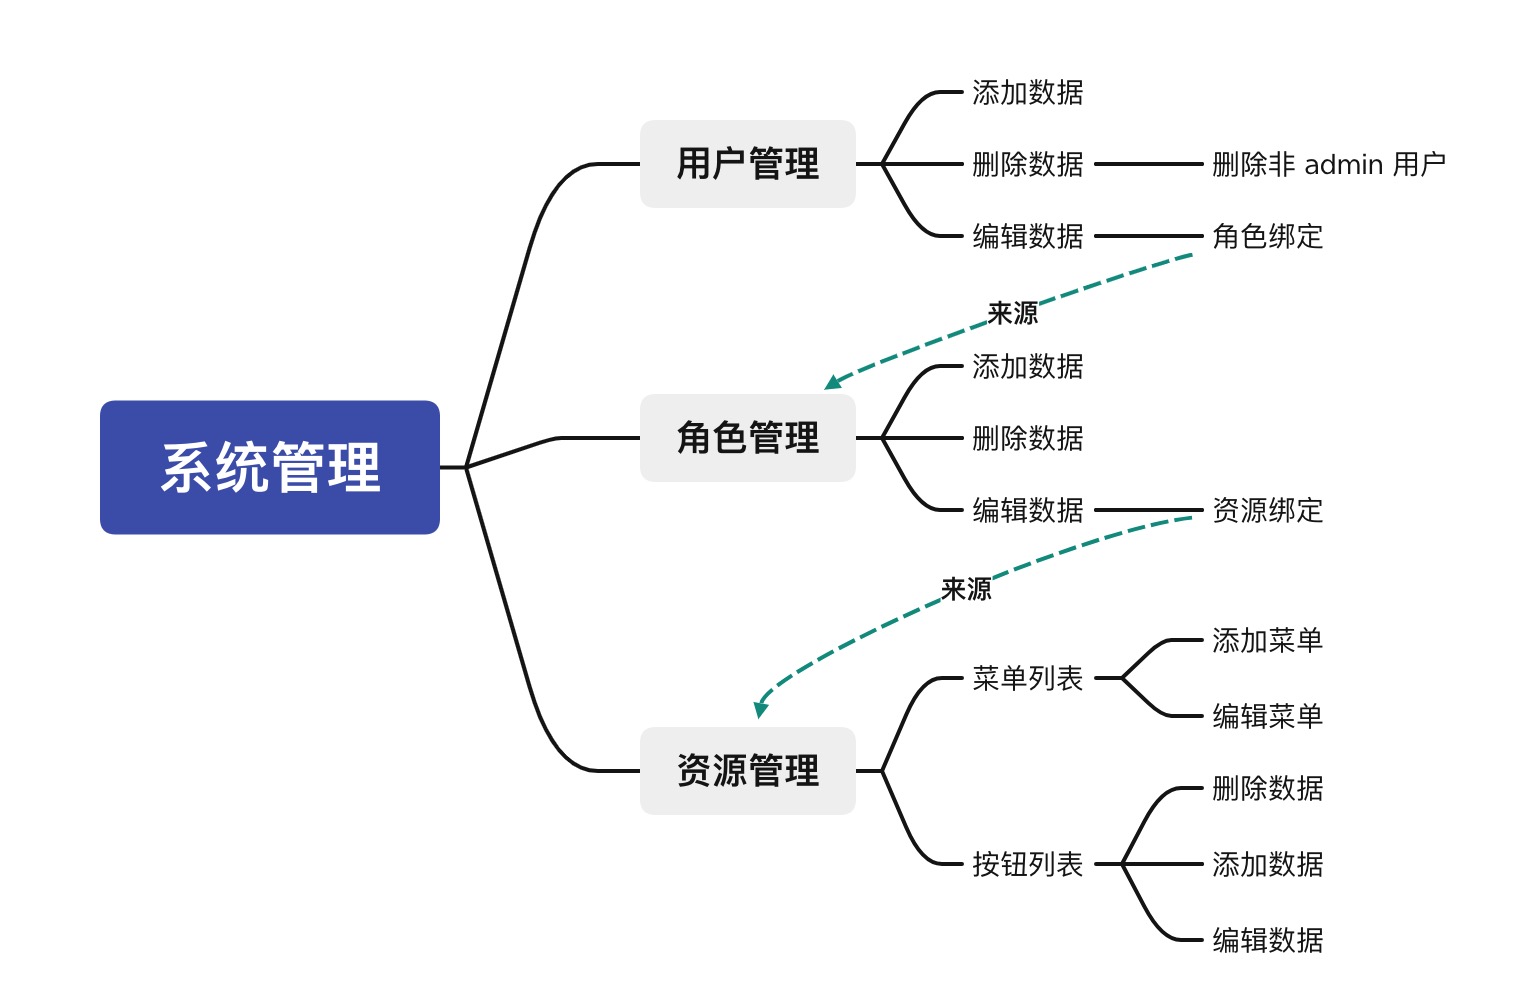 系统管理
用户管理
添加数据
删除数据
删除非 admin 用户
编辑数据
角色绑定
来源
角色管理
添加数据
删除数据
编辑数据
资源绑定
来源
资源管理
菜单列表
添加菜单
编辑菜单
按钮列表
删除数据
添加数据
编辑数据